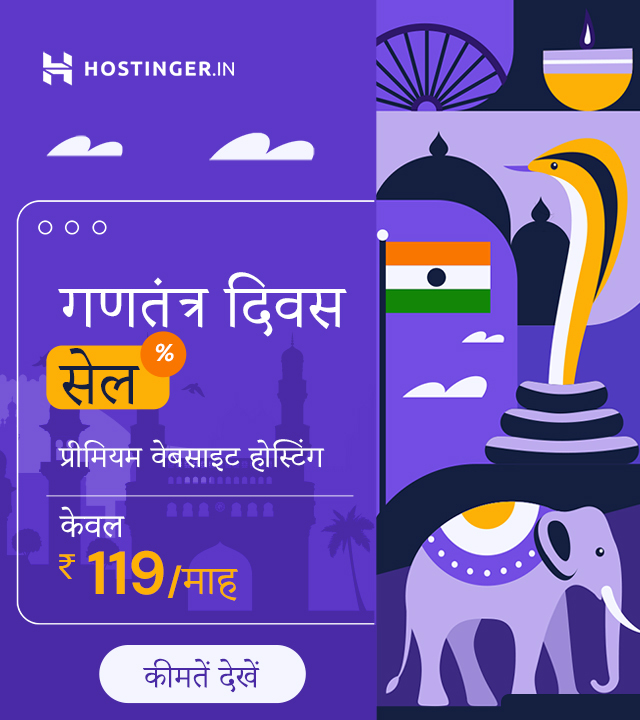 HOSTINGER.IN
गणतंत्र दिवस
सेल %
प्रीमियम वेबसाइट होस्टिंग
केवल
₹ 119/माह
कीमतें देखें